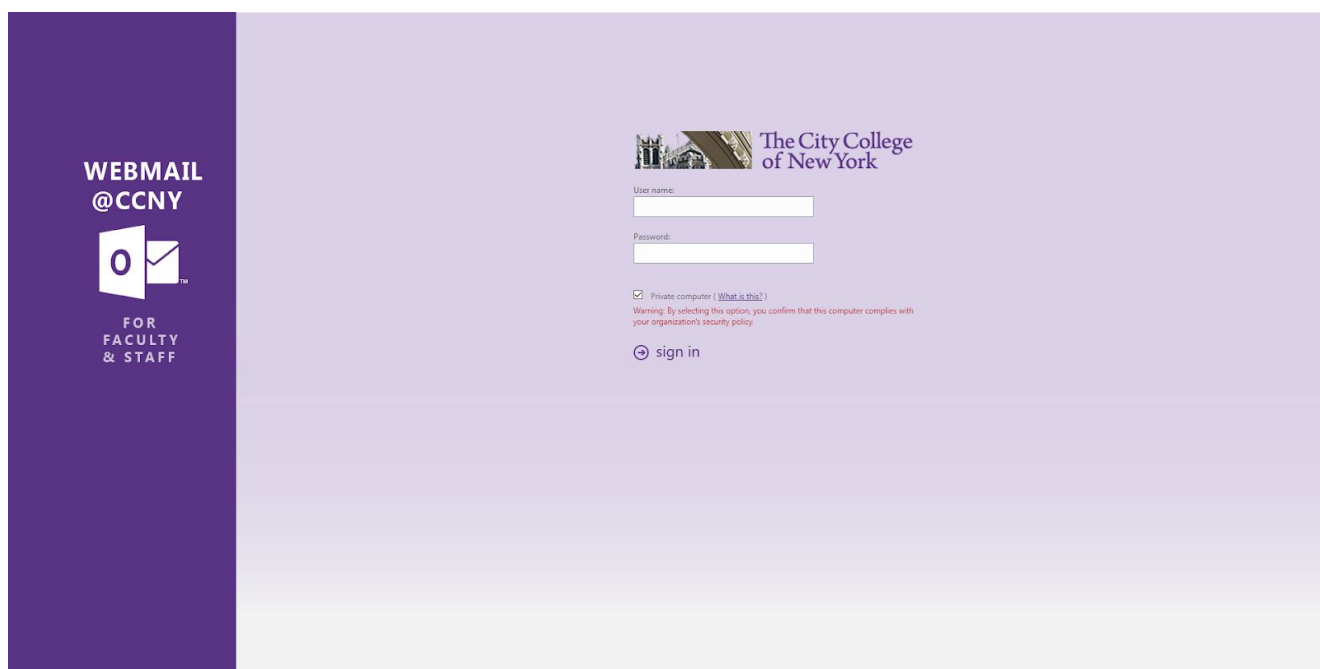 WEBMAIL
@CCNY
O
TM
FOR
FACULTY
& STAFF
The City College
of New York
User name:
Password:
Private computer ( What is this? )
Warning: By selecting this option, you confirm that this computer complies with
your organization's security policy.
sign in